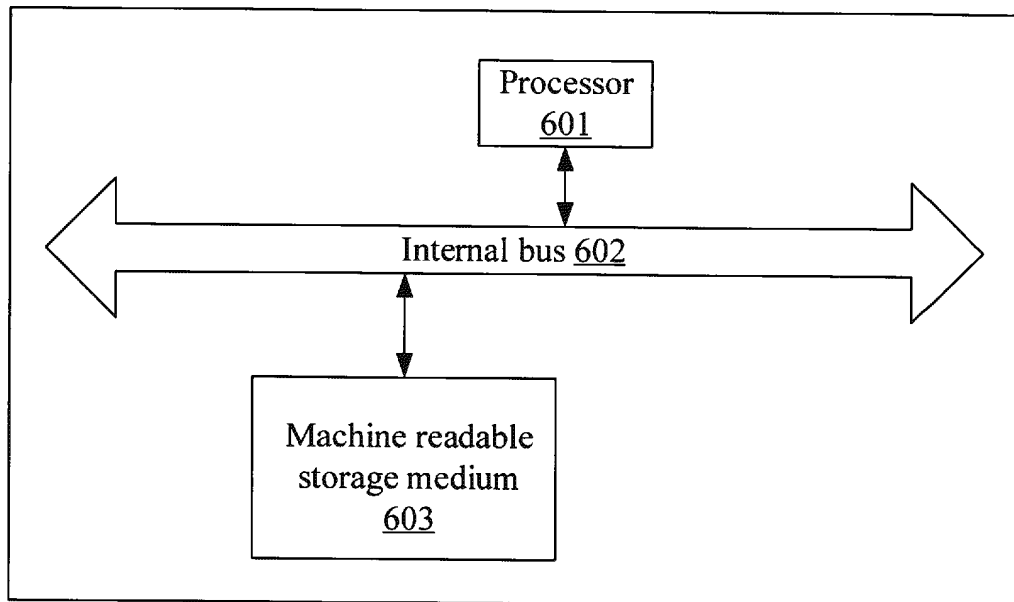 Processor
601
Internal bus 602
Machine readable
storage medium
603